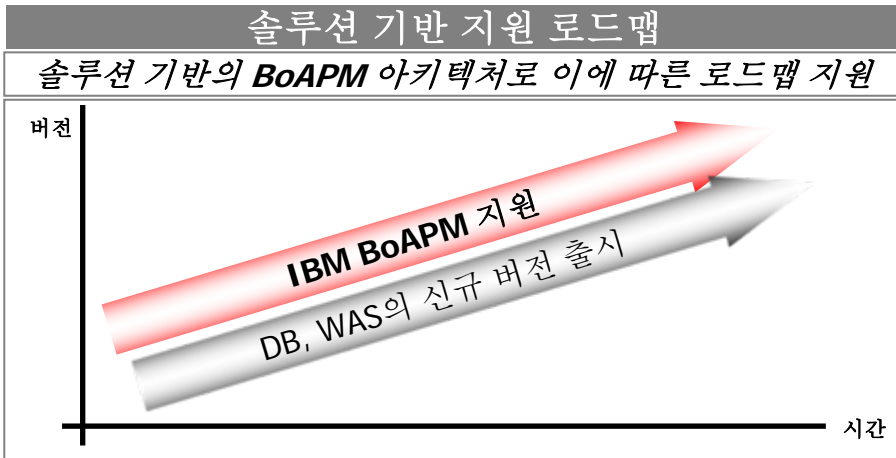 솔루션 기반 지원 로드맵
솔루션 기반의 BoAPM 아키텍처로 이에 따른 로드맵 지원
버전
IBM BoAPM 지원
DB, WAS의 신규 버전 출시
시간